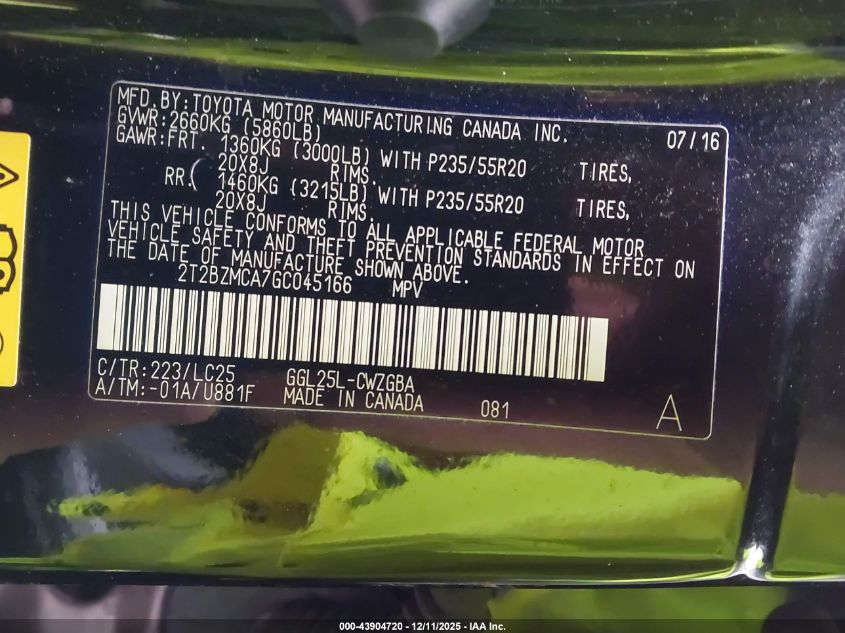 MFD. BY: TOYOTA MOTOR MANUFACTURING CANADA INC. 07/16
GVWR: 2660KG (5860LB)
GAWR: FRT. 1360KG (3000LB) WITH P235/55R20 TIRES,
20X8J RIMS.
RR. 1460KG (3215LB) WITH P235/55R20 TIRES,
20X8J RIMS.
THIS VEHICLE CONFORMS TO ALL APPLICABLE FEDERAL MOTOR
VEHICLE SAFETY AND THEFT PREVENTION STANDARDS IN EFFECT ON
THE DATE OF MANUFACTURE SHOWN ABOVE.
2T2BZMCA7GC045166 MPV
C/TR: 223/LC25 GGL25L-CWZGBA
A/TM: -01A/U881F MADE IN CANADA 081 A
000-43904720 - 12/11/2025 - IAA Inc.